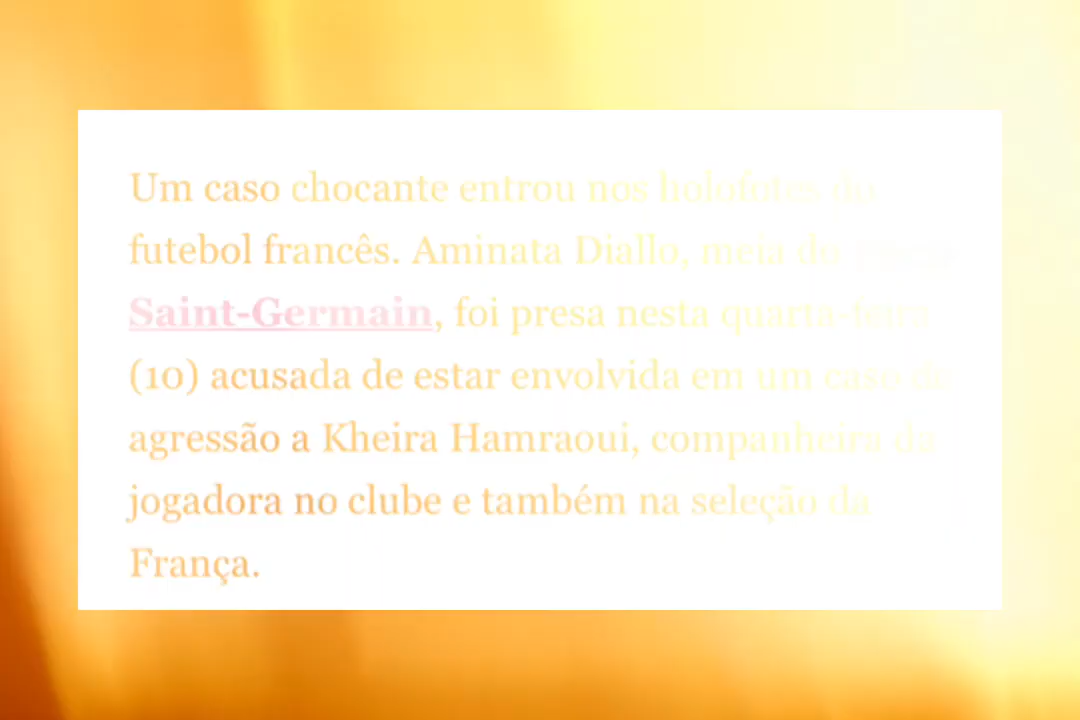 Um caso chocante entrou nos holofotes do
futebol francês. Aminata Diallo, meia do
Saint-Germain, foi presa nesta quarta-feira
(10) acusada de estar envolvida em um caso de
agressão a Kheira Hamraoui, companheira da
jogadora no clube e também na seleção da
França.